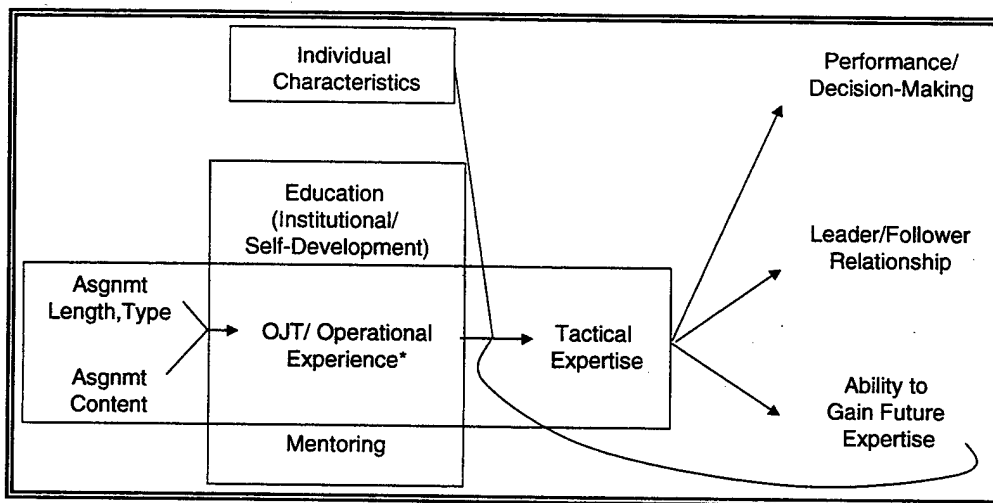 Individual
Characteristics
Performance/
Decision-Making
Education
(Institutional/
Self-Development)
Leader/Follower
Relationship
Asgnmt
Length,Type
OJT/ Operational
Experience*
Tactical
Expertise
Asgnmt
Content
Ability to
Gain Future
Expertise
Mentoring